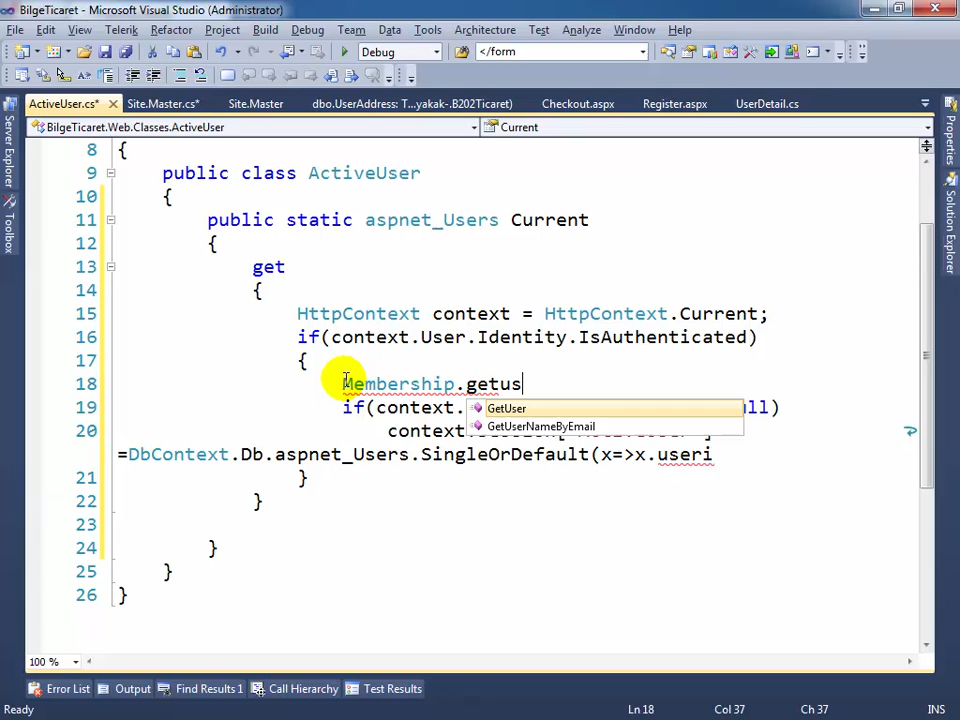 BilgeTicaret - Microsoft Visual Studio (Administrator)
File Edit View Telerik Refactor Project Build Debug Team Data Tools Architecture Test Analyze Window Help
Debug </form
ActiveUser.cs* Site.Master.cs* Site.Master dbo.UserAddress: T...yakak-.B202Ticaret) Checkout.aspx Register.aspx UserDetail.cs
BilgeTicaret.Web.Classes.ActiveUser Current
Server Explorer
Toolbox
Properties
Solution Explorer
8 {
9 public class ActiveUser
10 {
11 public static aspnet_Users Current
12 {
13 get
14 {
15 HttpContext context = HttpContext.Current;
16 if(context.User.Identity.IsAuthenticated)
17 {
18 Membership.getus
GetUser
GetUserNameByEmail
19 if(context. ll)
20 context.
=DbContext.Db.aspnet_Users.SingleOrDefault(x=>x.useri
21 }
22 }
23
24 }
25 }
26 }
100 %
Error List Output Find Results 1 Call Hierarchy Test Results
Ready Ln 18 Col 37 Ch 37 INS